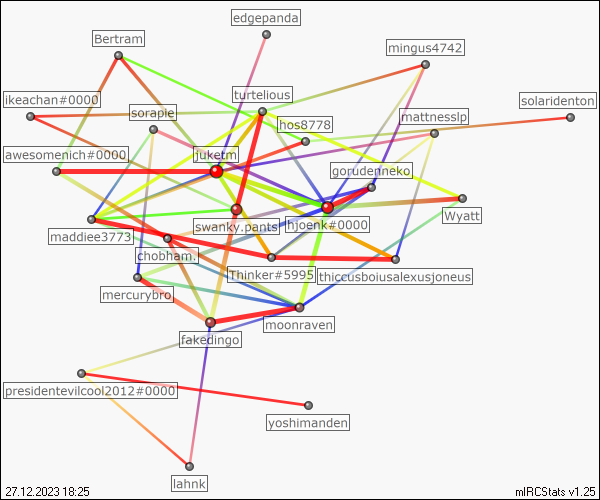 edgepanda
Bertram
mingus4742
turtelious
ikeachan#0000
solaridenton
sorapie
hos8778
mattnesslp
awesomenich#0000
juketm
gorudenneko
swanky.pants
hjoenk#0000
Wyatt
maddiee3773
chobham.
Thinker#5995
thiccusboiusalexusjoneus
mercurybro
moonraven
fakedingo
presidentevilcool2012#0000
yoshimanden
lahnk
27.12.2023 18:25
mIRCStats v1.25